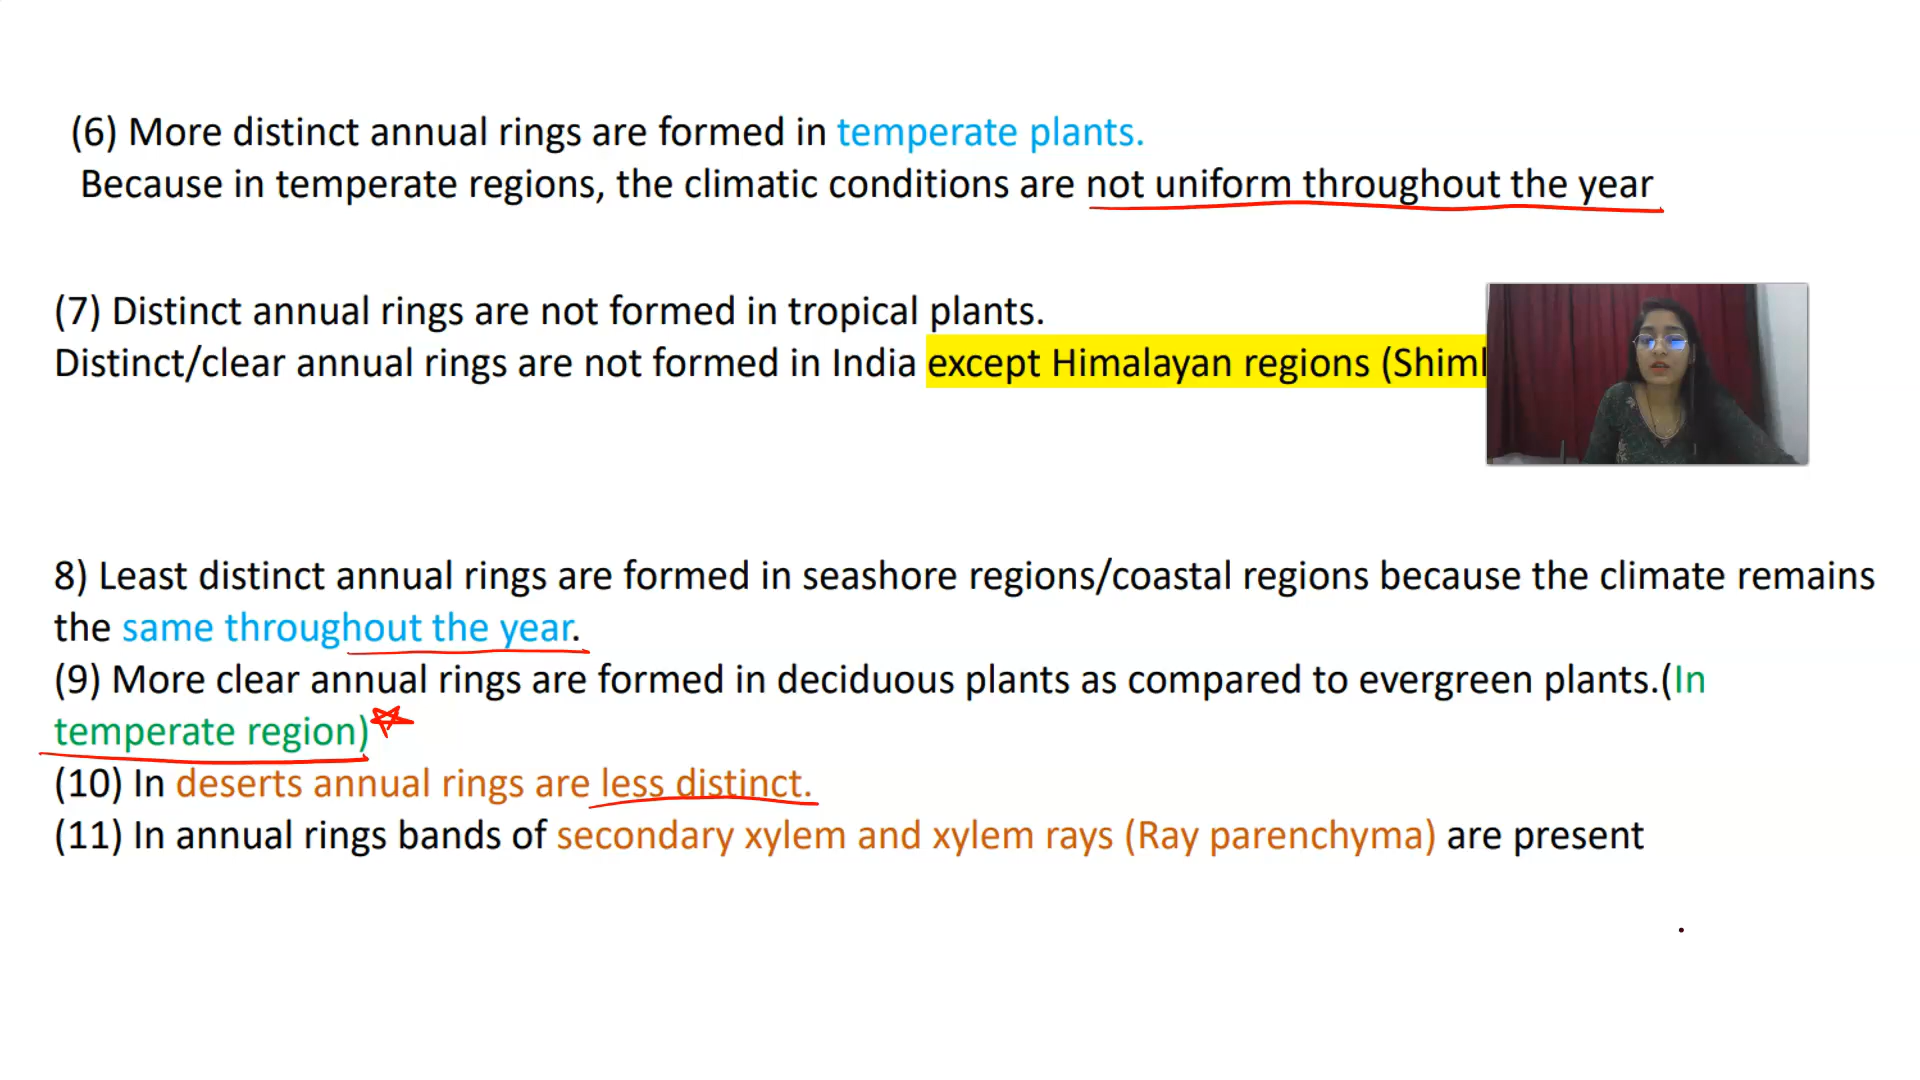 (6) More distinct annual rings are formed in temperate plants.
Because in temperate regions, the climatic conditions are not uniform throughout the year
(7) Distinct annual rings are not formed in tropical plants.
Distinct/clear annual rings are not formed in India except Himalayan regions
8) Least distinct annual rings are formed in seashore regions/coastal regions because the climate remains
the same throughout the year.
(9) More clear annual rings are formed in deciduous plants as compared to evergreen plants.(In
temperate region)
(10) In deserts annual rings are less distinct.
(11) In annual rings bands of secondary xylem and xylem rays (Ray parenchyma) are present